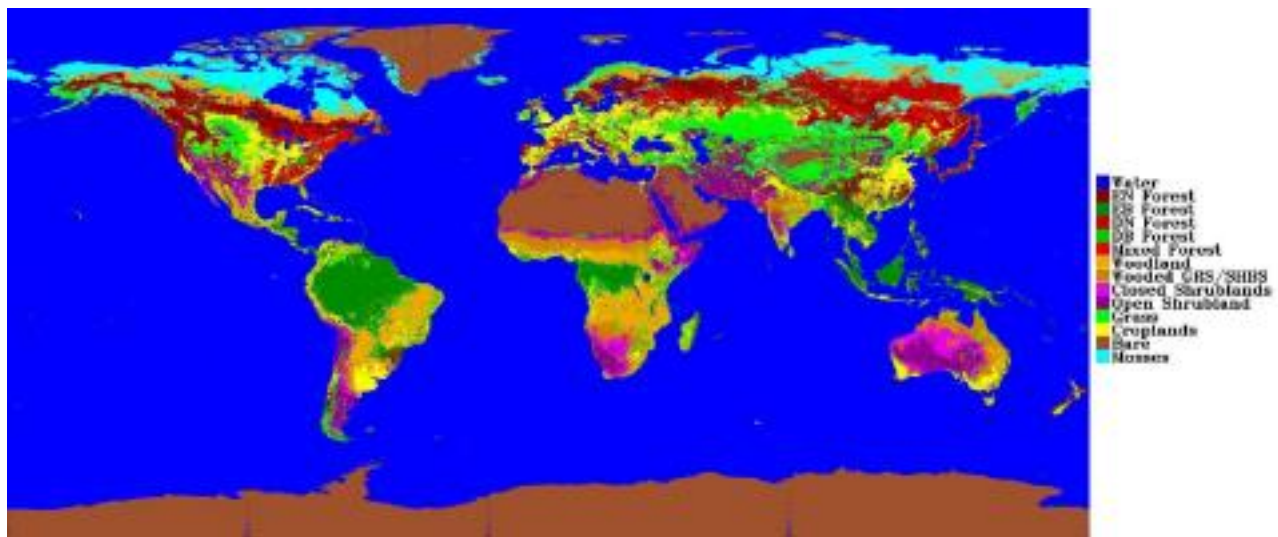 Water
EN Forest
EB Forest
DN Forest
DB Forest
Mixed Forest
Woodland
Wooded GRS/SHBS
Closed Shrublands
Open Shrubland
Grass
Croplands
Bare
Mosses